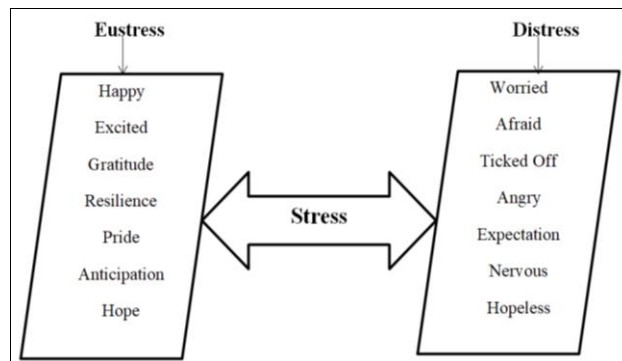 Eustress
Distress
Happy
Excited
Gratitude
Resilience
Pride
Anticipation
Hope
Stress
Worried
Afraid
Ticked Off
Angry
Expectation
Nervous
Hopeless